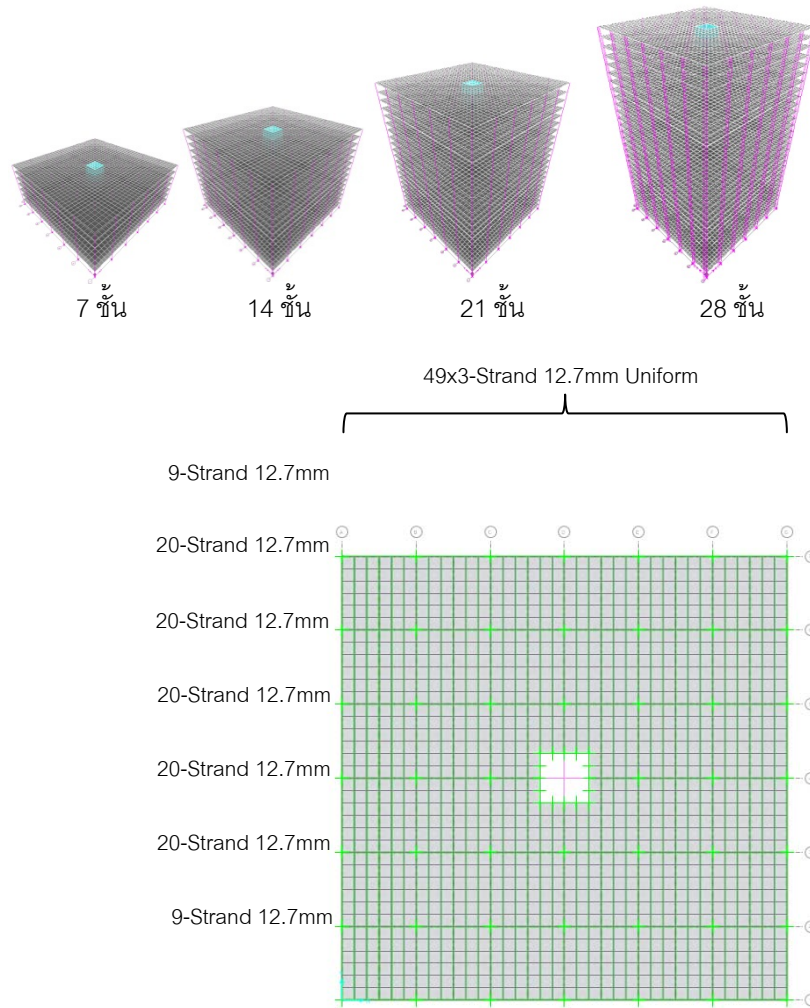 7 ชั้น 14 ชั้น 21 ชั้น 28 ชั้น
49x3-Strand 12.7mm Uniform
9-Strand 12.7mm
20-Strand 12.7mm
20-Strand 12.7mm
20-Strand 12.7mm
20-Strand 12.7mm
20-Strand 12.7mm
9-Strand 12.7mm